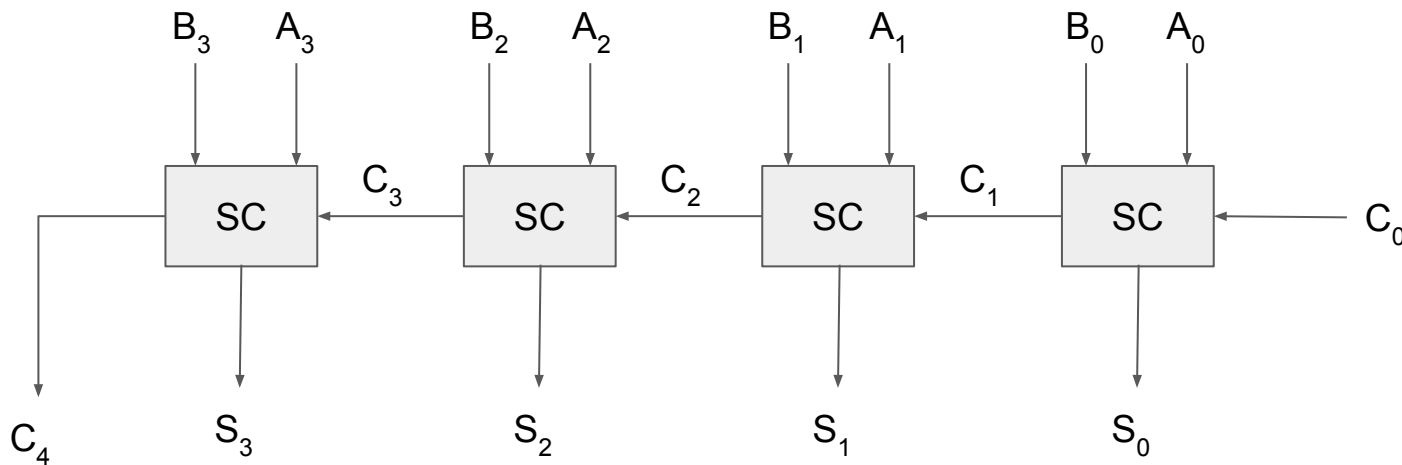 B₃ A₃ B₂ A₂ B₁ A₁ B₀ A₀
C₃ C₂ C₁
SC SC SC SC C₀
C₄ S₃ S₂ S₁ S₀